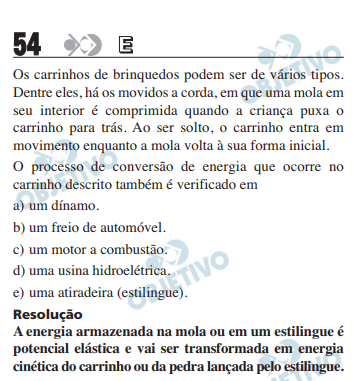 54 E
Os carrinhos de brinquedos podem ser de vários tipos.
Dentre eles, há os movidos a corda, em que uma mola em
seu interior é comprimida quando a criança puxa o
carrinho para trás. Ao ser solto, o carrinho entra em
movimento enquanto a mola volta à sua forma inicial.
O processo de conversão de energia que ocorre no
carrinho descrito também é verificado em
a) um dínamo.
b) um freio de automóvel.
c) um motor a combustão.
d) uma usina hidroelétrica.
e) uma atiradeira (estilingue).
Resolução
A energia armazenada na mola ou em um estilingue é
potencial elástica e vai ser transformada em energia
cinética do carrinho ou da pedra lançada pelo estilingue.
OBJETIVO
OBJETIVO
OBJETIVO